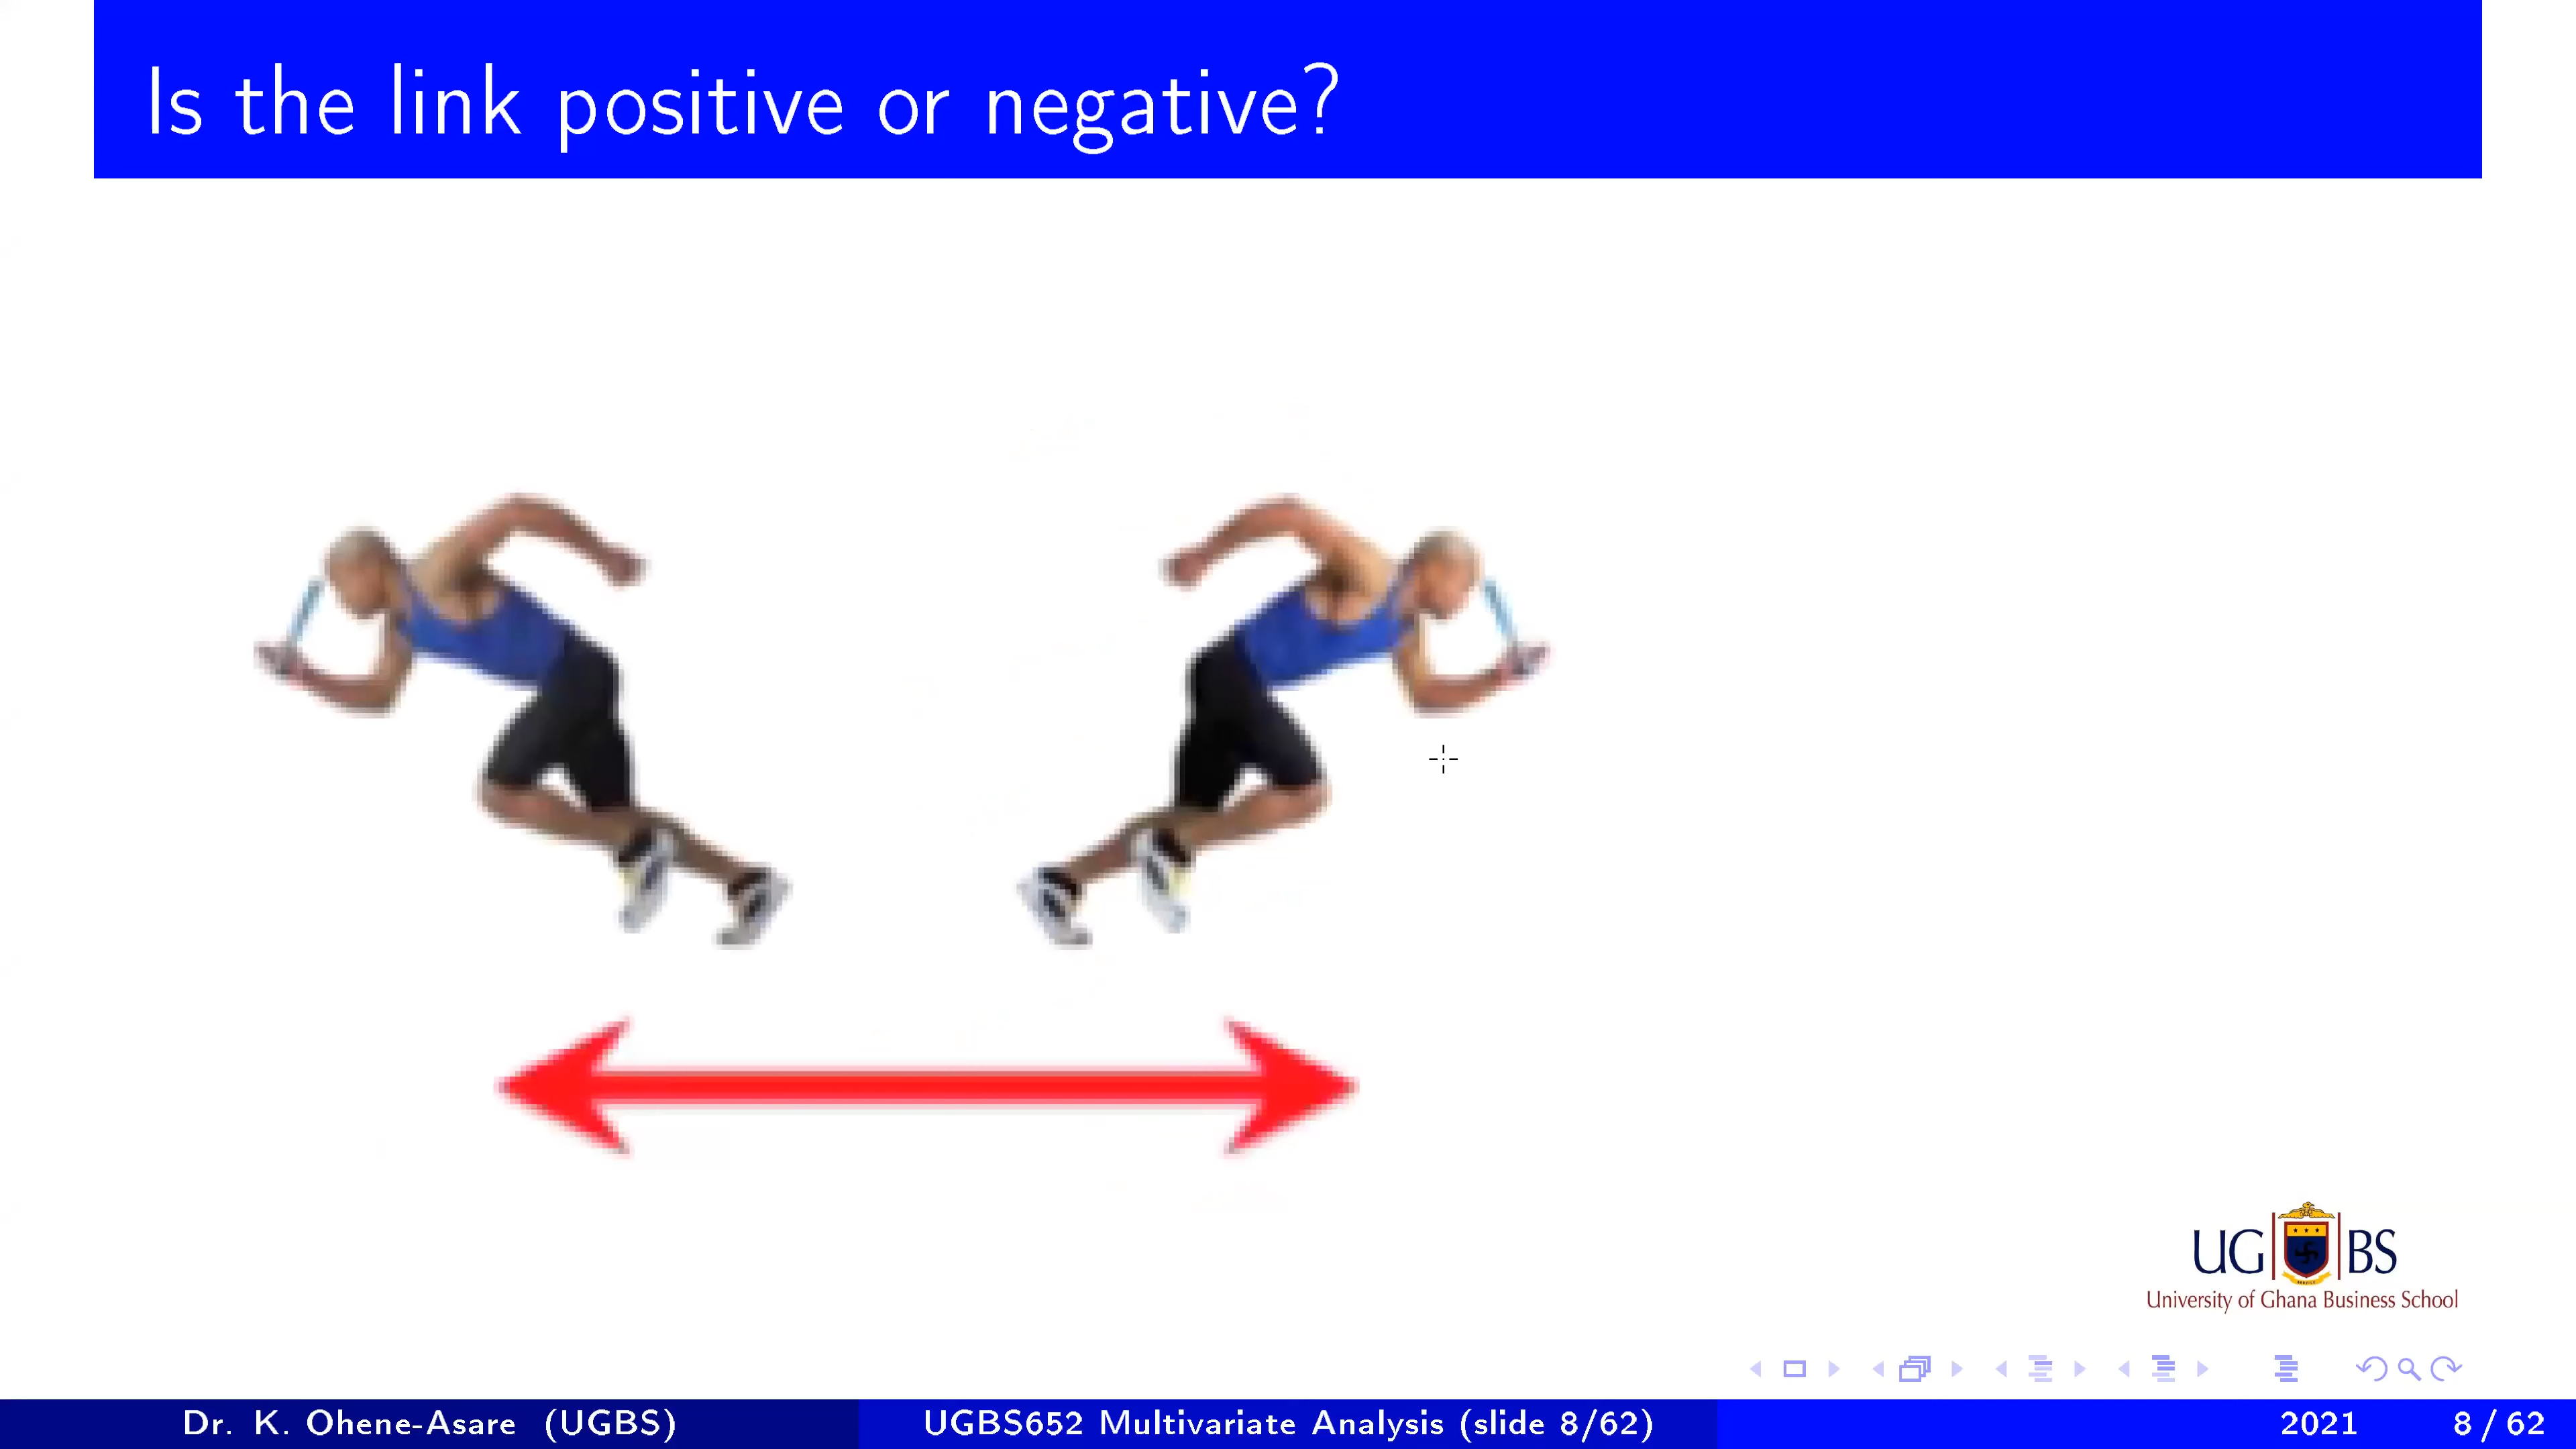 Is the link positive or negative?
UG BS
University of Ghana Business School
Dr. K. Ohene-Asare (UGBS) UGBS652 Multivariate Analysis (slide 8/62) 2021 8 / 62